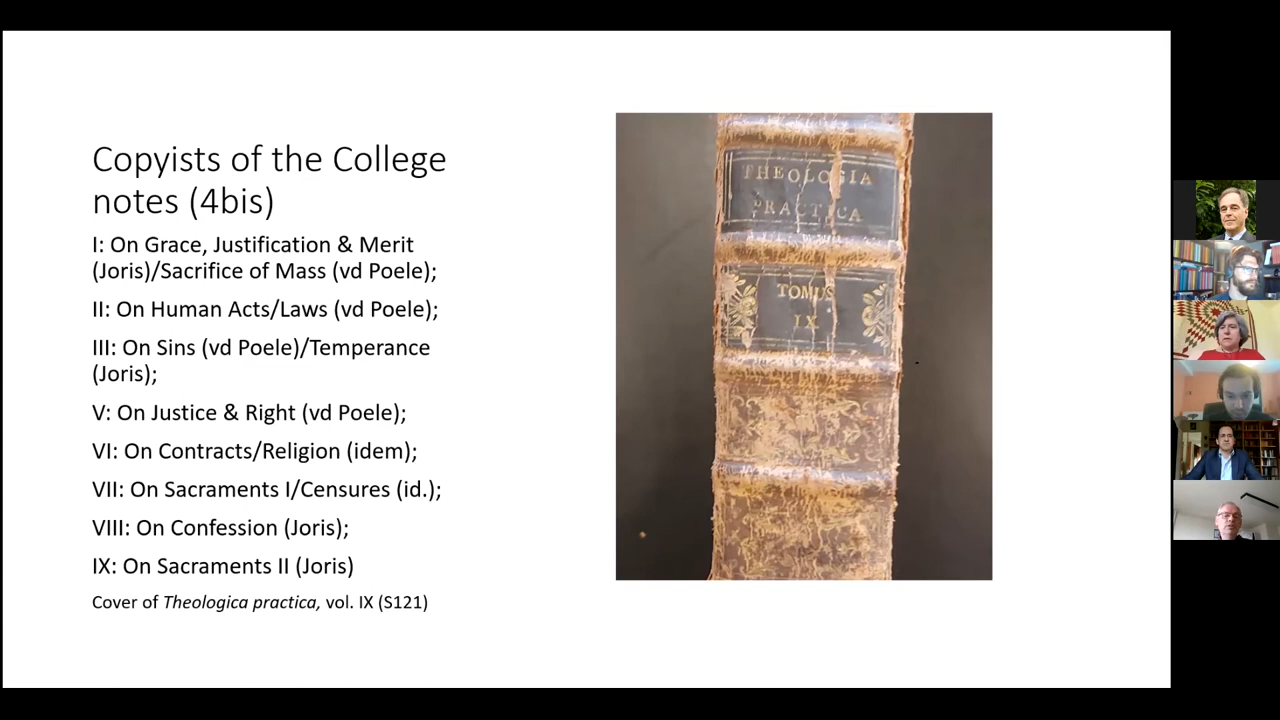 Copyists of the College
notes (4bis)
I: On Grace, Justification & Merit
(Joris)/Sacrifice of Mass (vd Poele);
II: On Human Acts/Laws (vd Poele);
III: On Sins (vd Poele)/Temperance
(Joris);
V: On Justice & Right (vd Poele);
VI: On Contracts/Religion (idem);
VII: On Sacraments I/Censures (id.);
VIII: On Confession (Joris);
IX: On Sacraments II (Joris)
Cover of Theologica practica, vol. IX (S121)
THEOLOGIA
PRACTICA
TOMUS
IX